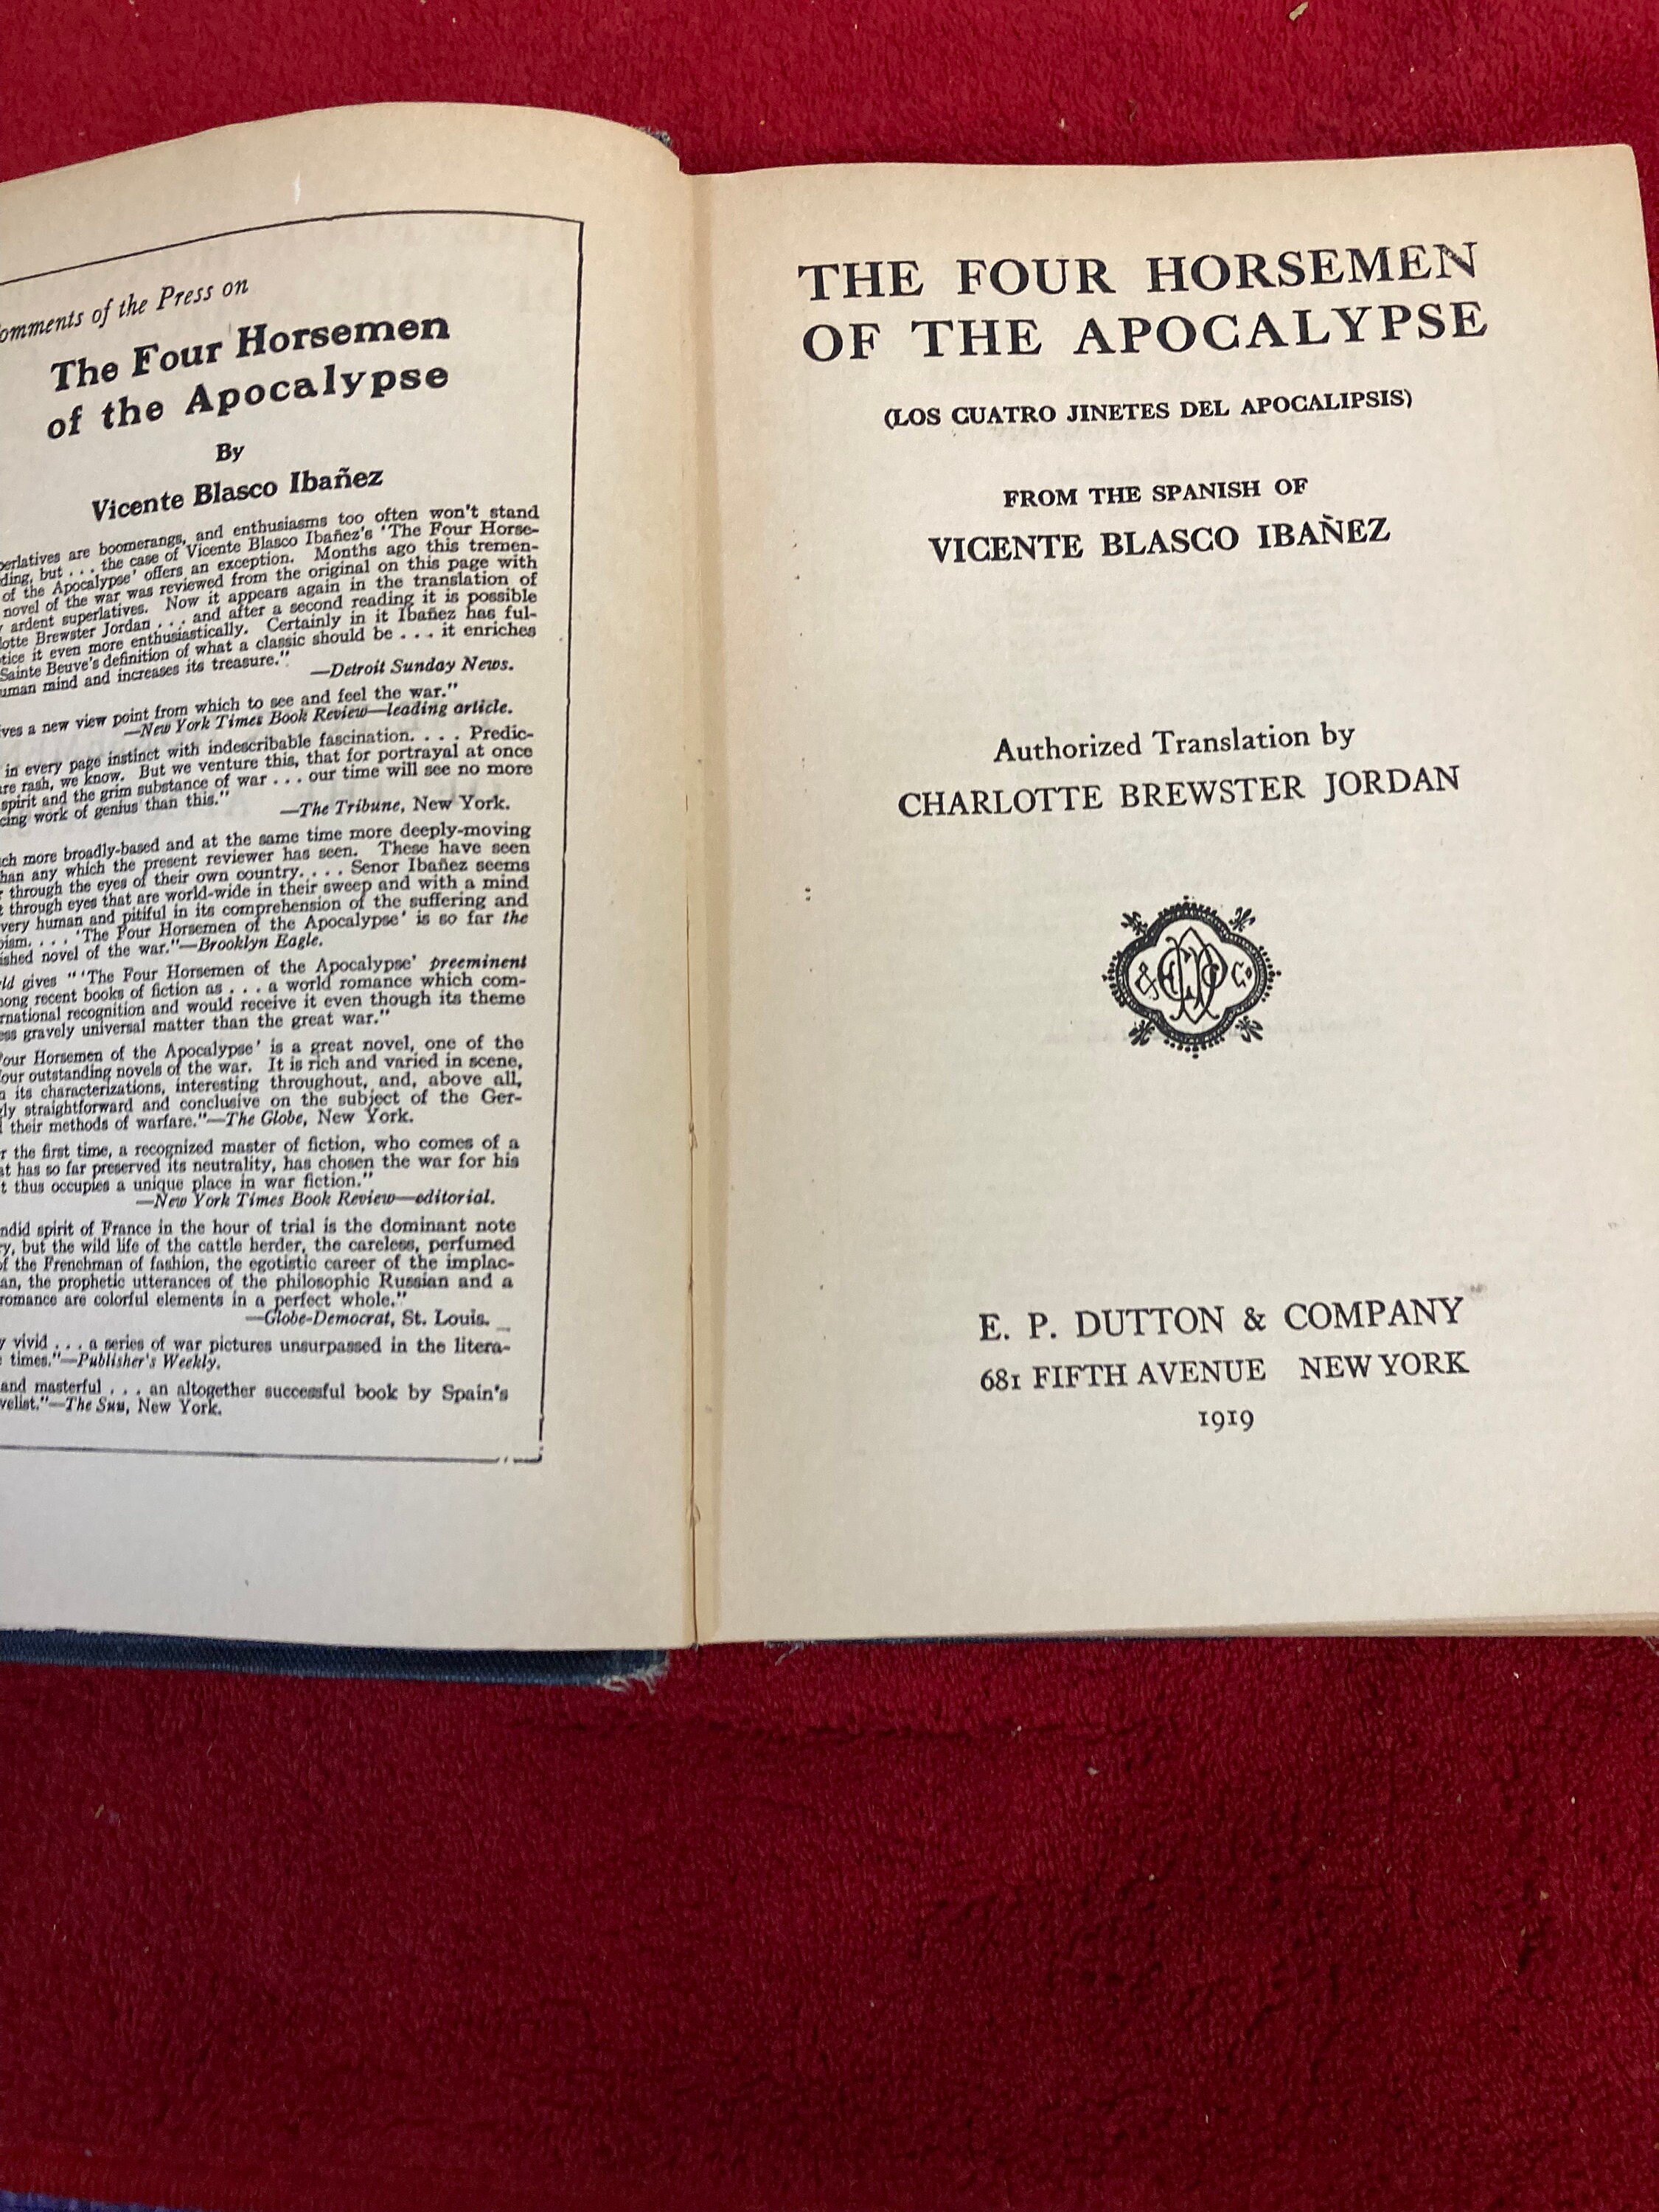 Comments of the Press on
The Four Horsemen
of the Apocalypse
By
Vicente Blasco Ibañez
perlatives are boomerangs, and enthusiasms too often won't stand
ding, but . . . the case of Vicente Blasco Ibañez's 'The Four Horse-
of the Apocalypse' offers an exception. Months ago this tremen-
novel of the war was reviewed from the original on this page with
ardent superlatives. Now it appears again in the translation of
lotte Brewster Jordan . . . and after a second reading it is possible
tice it even more enthusiastically. Certainly in it Ibañez has ful-
Sainte Beuve's definition of what a classic should be . . . it enriches
uman mind and increases its treasure."
—Detroit Sunday News.
ves a new view point from which to see and feel the war."
—New York Times Book Review—leading article.
in every page instinct with indescribable fascination. . . . Predic-
re rash, we know. But we venture this, that for portrayal at once
spirit and the grim substance of war . . . our time will see no more
cing work of genius than this."
—The Tribune, New York.
ch more broadly-based and at the same time more deeply-moving
han any which the present reviewer has seen. These have seen
through the eyes of their own country. . . . Senor Ibañez seems
t through eyes that are world-wide in their sweep and with a mind
very human and pitiful in its comprehension of the suffering and
oism. . . . 'The Four Horsemen of the Apocalypse' is so far the
ished novel of the war."—Brooklyn Eagle.
ld gives "'The Four Horsemen of the Apocalypse' preeminent
mong recent books of fiction as . . . a world romance which com-
rnational recognition and would receive it even though its theme
ess gravely universal matter than the great war."
Four Horsemen of the Apocalypse' is a great novel, one of the
four outstanding novels of the war. It is rich and varied in scene,
n its characterizations, interesting throughout, and, above all,
gly straightforward and conclusive on the subject of the Ger-
their methods of warfare."—The Globe, New York.
r the first time, a recognized master of fiction, who comes of a
at has so far preserved its neutrality, has chosen the war for his
t thus occupies a unique place in war fiction."
—New York Times Book Review—editorial.
ndid spirit of France in the hour of trial is the dominant note
ry, but the wild life of the cattle herder, the careless, perfumed
of the Frenchman of fashion, the egotistic career of the implac-
an, the prophetic utterances of the philosophic Russian and a
romance are colorful elements in a perfect whole."
—Globe-Democrat, St. Louis.
y vivid . . . a series of war pictures unsurpassed in the litera-
times."—Publisher's Weekly.
and masterful . . . an altogether successful book by Spain's
velist."—The Sun, New York.
THE FOUR HORSEMEN
OF THE APOCALYPSE
(LOS CUATRO JINETES DEL APOCALIPSIS)
FROM THE SPANISH OF
VICENTE BLASCO IBAÑEZ
Authorized Translation by
CHARLOTTE BREWSTER JORDAN
& EPD Co
E. P. DUTTON & COMPANY
681 FIFTH AVENUE NEW YORK
1919